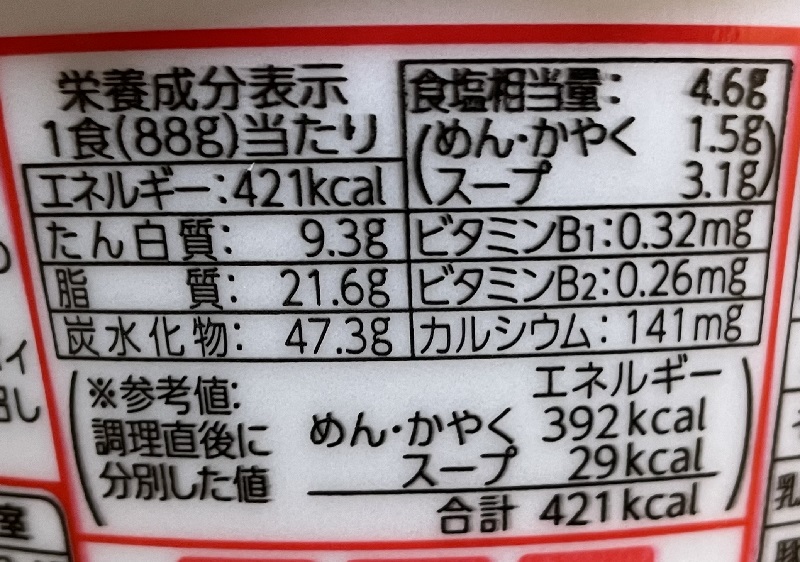 栄養成分表示
1食(88g)当たり
エネルギー:421kcal
たん白質: 9.3g
脂 質: 21.6g
炭水化物: 47.3g
食塩相当量: 4.6g
(めん・かやく 1.5g
スープ 3.1g)
ビタミンB1:0.32mg
ビタミンB2:0.26mg
カルシウム:141mg
(※参考値:
調理直後に
分別した値
エネルギー
めん・かやく 392kcal
スープ 29kcal
合計 421kcal)
室
乳